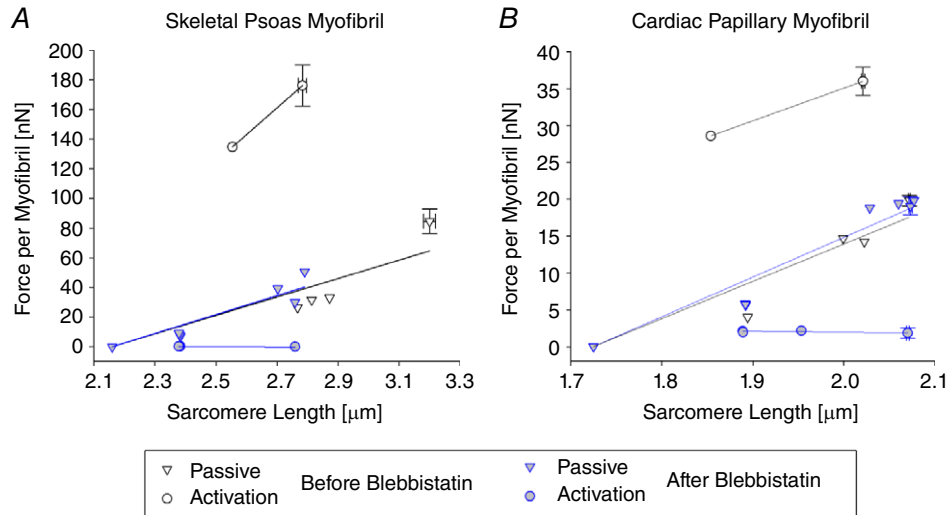 A Skeletal Psoas Myofibril
Force per Myofibril [nN]
200
180
160
140
120
100
80
60
40
20
0
2.1 2.3 2.5 2.7 2.9 3.1 3.3
Sarcomere Length [μm]
B Cardiac Papillary Myofibril
Force per Myofibril [nN]
40
35
30
25
20
15
10
5
0
1.7 1.8 1.9 2.0 2.1
Sarcomere Length [μm]
Passive
Activation
Before Blebbistatin
Passive
Activation
After Blebbistatin